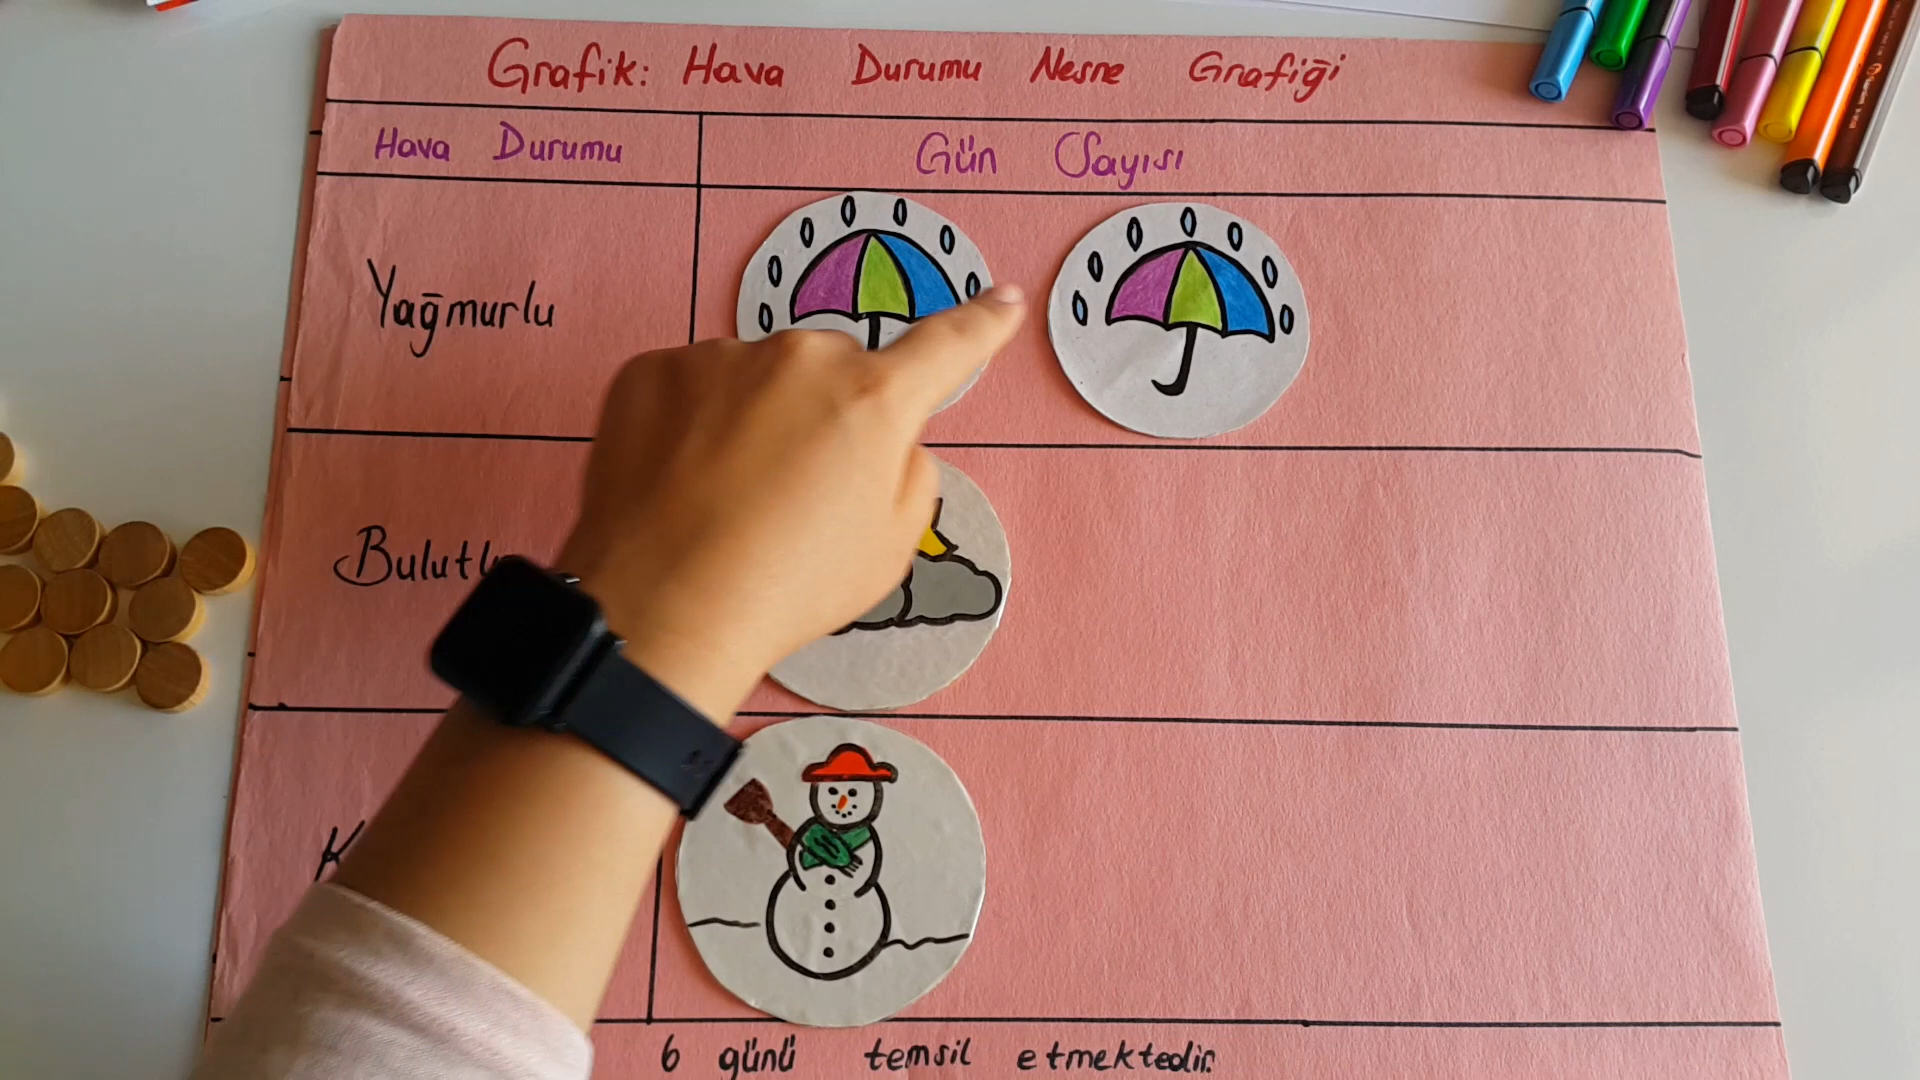 Grafik: Hava Durumu Nesne Grafiği
Hava Durumu Gün Sayısı
Yağmurlu
6 günü temsil etmektedir.